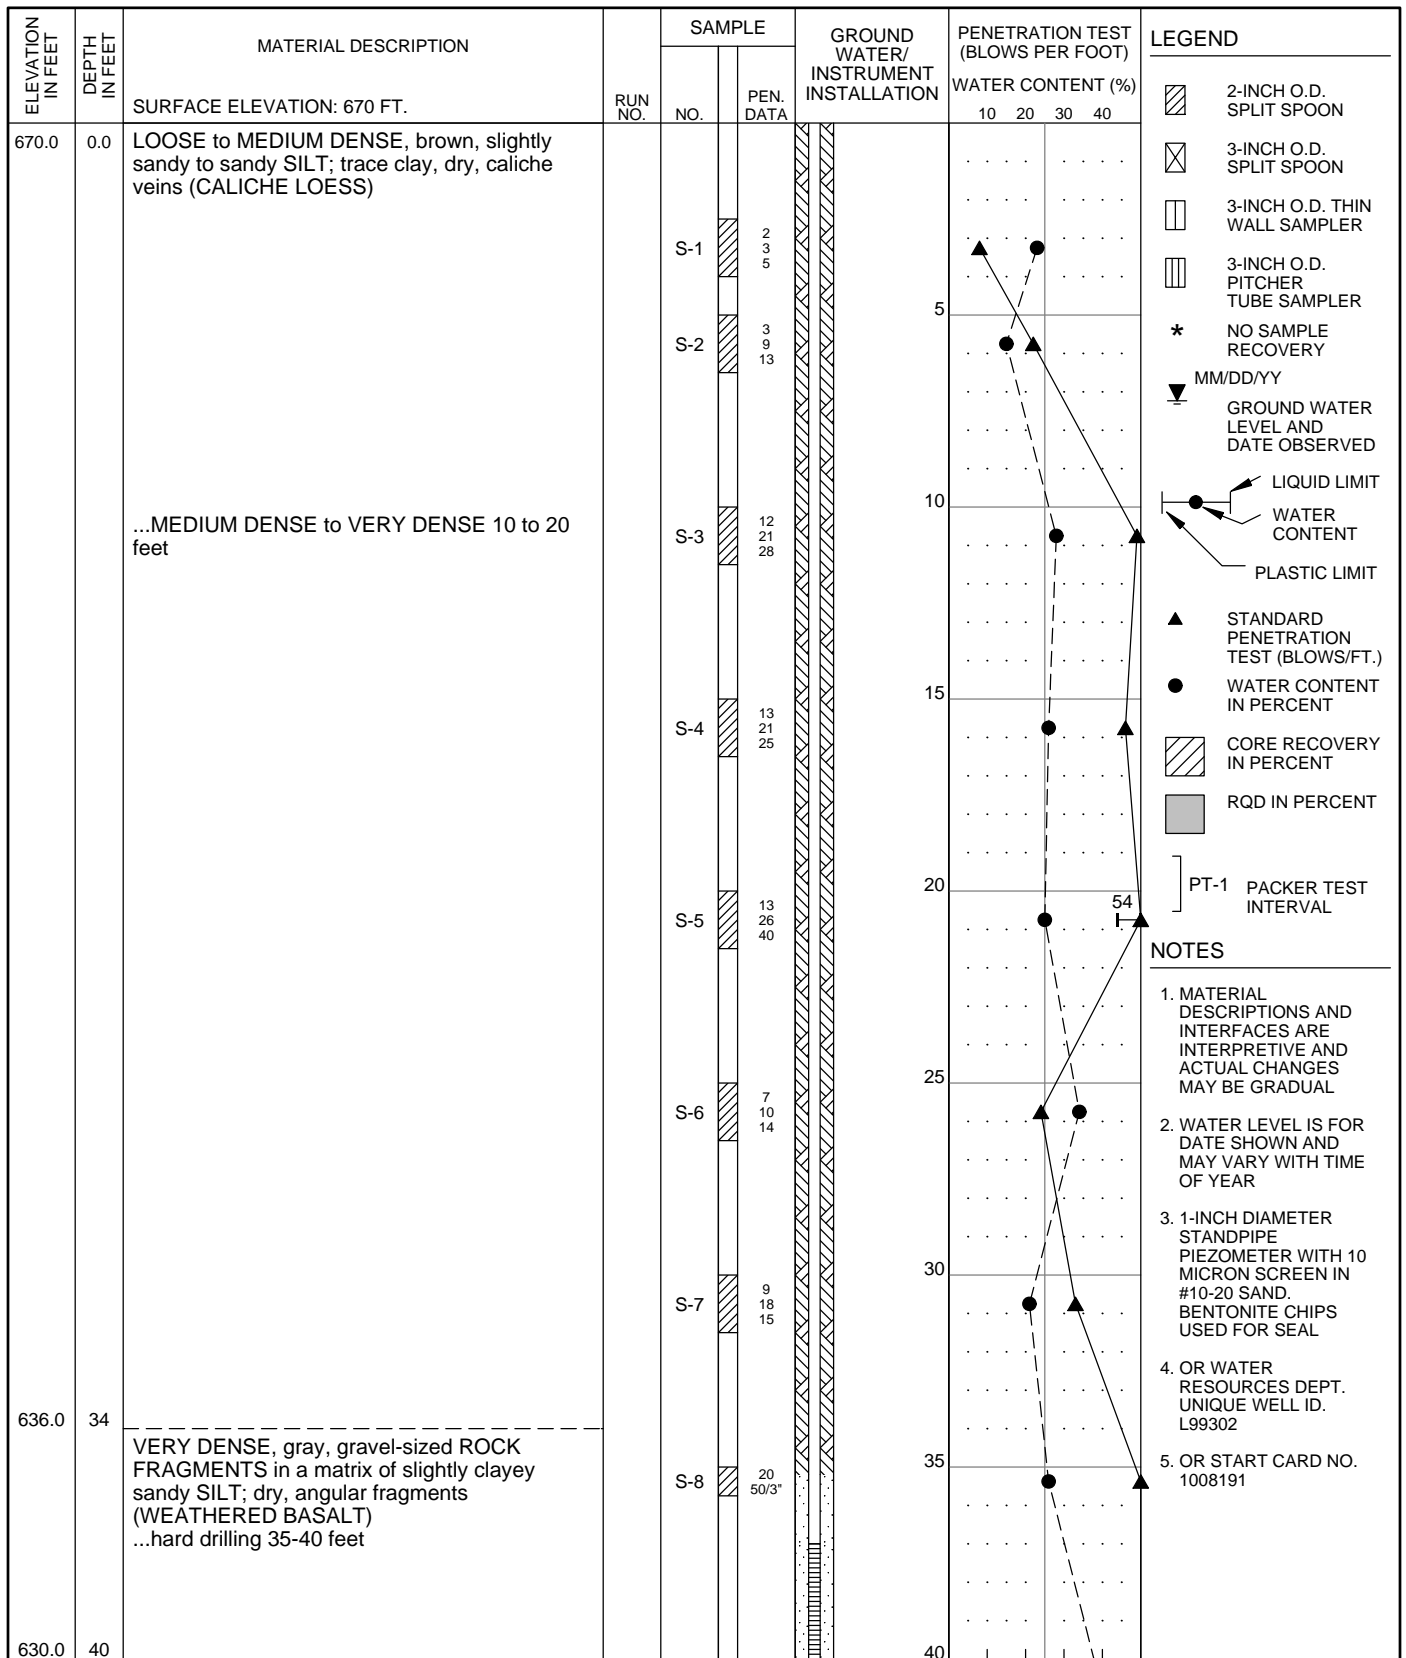 ELEVATION
IN FEET
DEPTH
IN FEET
MATERIAL DESCRIPTION
SURFACE ELEVATION: 670 FT.
RUN
NO.
SAMPLE
NO.
PEN.
DATA
GROUND
WATER/
INSTRUMENT
INSTALLATION
PENETRATION TEST
(BLOWS PER FOOT)
WATER CONTENT (%)
10 20 30 40
670.0 0.0
LOOSE to MEDIUM DENSE, brown, slightly
sandy to sandy SILT; trace clay, dry, caliche
veins (CALICHE LOESS)
S-1
2
3
5
5
S-2
3
9
13
10
...MEDIUM DENSE to VERY DENSE 10 to 20
feet
S-3
12
21
28
15
S-4
13
21
25
20
54
S-5
13
26
40
25
S-6
7
10
14
30
S-7
9
18
15
636.0 34
VERY DENSE, gray, gravel-sized ROCK
FRAGMENTS in a matrix of slightly clayey
sandy SILT; dry, angular fragments
(WEATHERED BASALT)
...hard drilling 35-40 feet
35
S-8
20
50/3"
630.0 40
40
LEGEND
2-INCH O.D.
SPLIT SPOON
3-INCH O.D.
SPLIT SPOON
3-INCH O.D. THIN
WALL SAMPLER
3-INCH O.D.
PITCHER
TUBE SAMPLER
* NO SAMPLE
RECOVERY
MM/DD/YY
GROUND WATER
LEVEL AND
DATE OBSERVED
LIQUID LIMIT
WATER
CONTENT
PLASTIC LIMIT
STANDARD
PENETRATION
TEST (BLOWS/FT.)
WATER CONTENT
IN PERCENT
CORE RECOVERY
IN PERCENT
RQD IN PERCENT
PT-1 PACKER TEST
INTERVAL
NOTES
1. MATERIAL
DESCRIPTIONS AND
INTERFACES ARE
INTERPRETIVE AND
ACTUAL CHANGES
MAY BE GRADUAL
2. WATER LEVEL IS FOR
DATE SHOWN AND
MAY VARY WITH TIME
OF YEAR
3. 1-INCH DIAMETER
STANDPIPE
PIEZOMETER WITH 10
MICRON SCREEN IN
#10-20 SAND.
BENTONITE CHIPS
USED FOR SEAL
4. OR WATER
RESOURCES DEPT.
UNIQUE WELL ID.
L99302
5. OR START CARD NO.
1008191